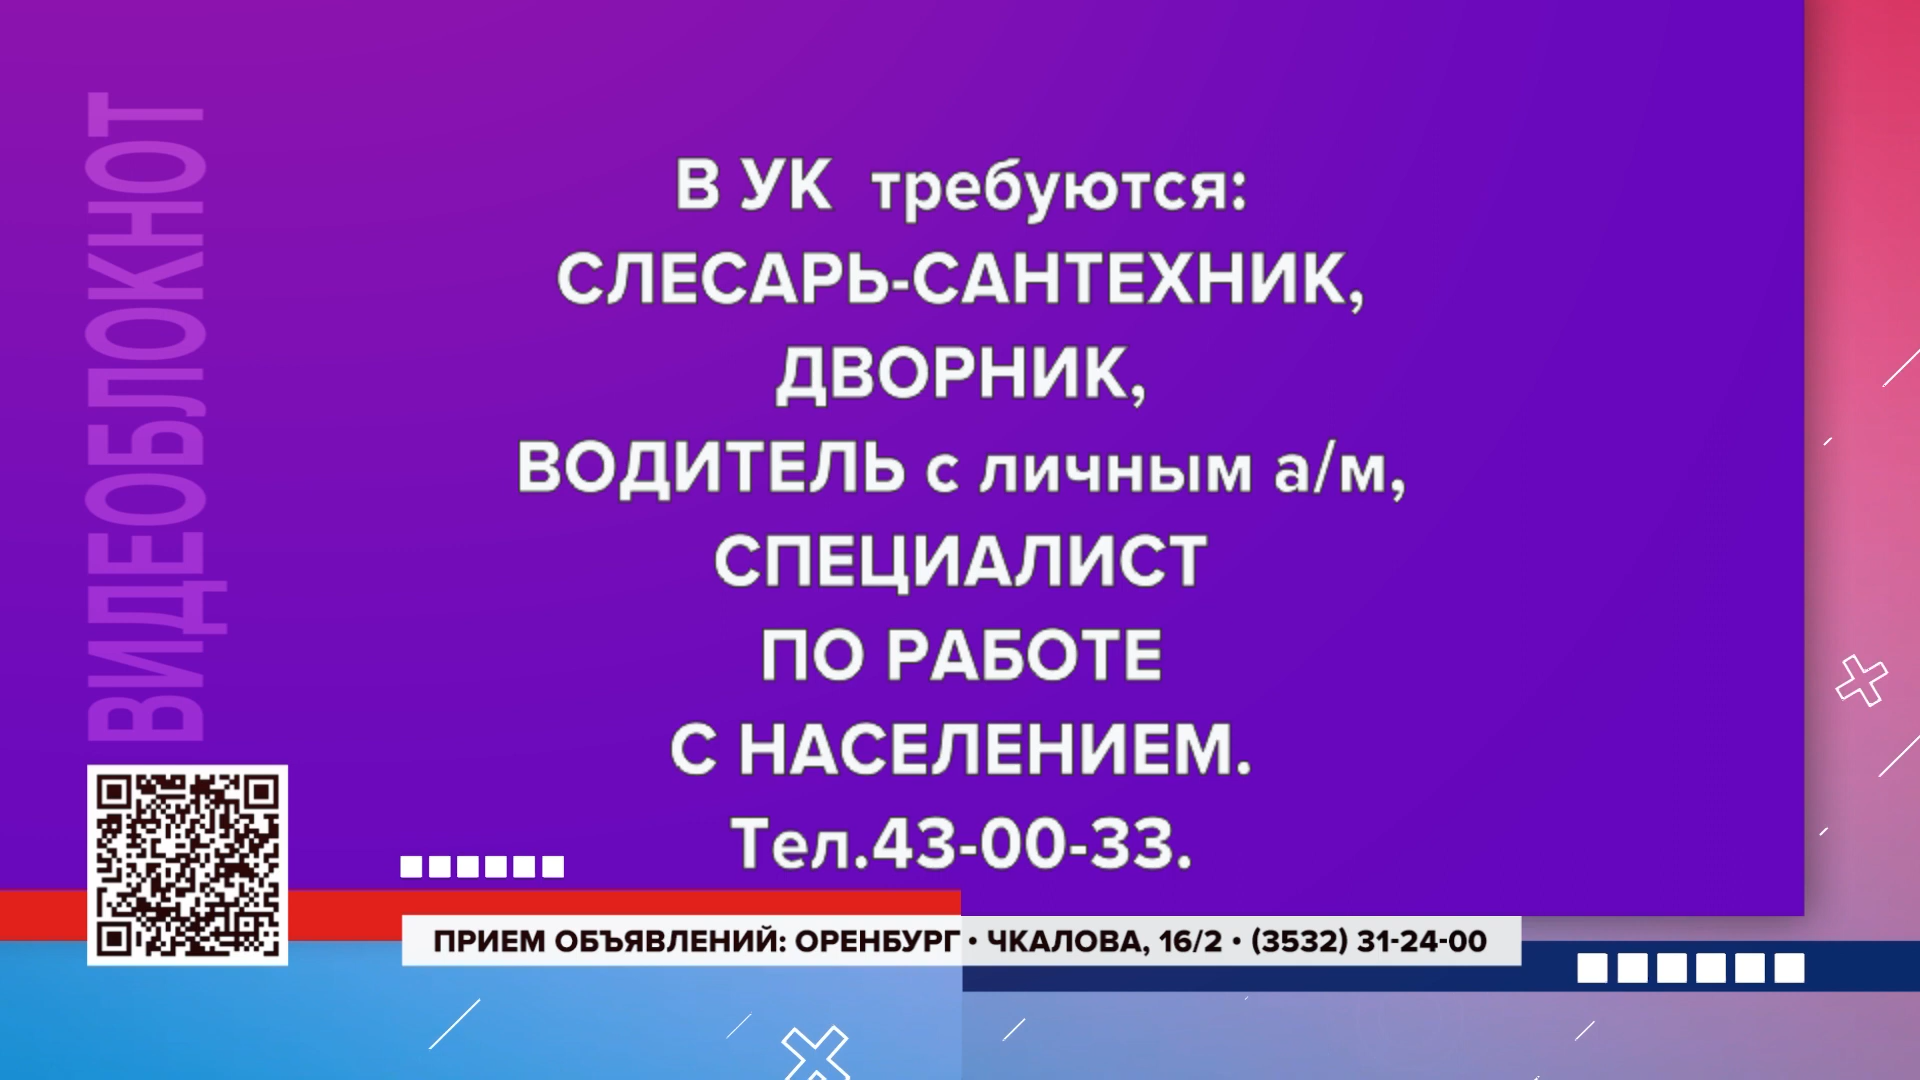 ВИДЕОБЛОКНОТ
В УК требуются:
СЛЕСАРЬ-САНТЕХНИК,
ДВОРНИК,
ВОДИТЕЛЬ с личным а/м,
СПЕЦИАЛИСТ
ПО РАБОТЕ
С НАСЕЛЕНИЕМ.
Тел.43-00-33.
ПРИЕМ ОБЪЯВЛЕНИЙ: ОРЕНБУРГ • ЧКАЛОВА, 16/2 • (3532) 31-24-00